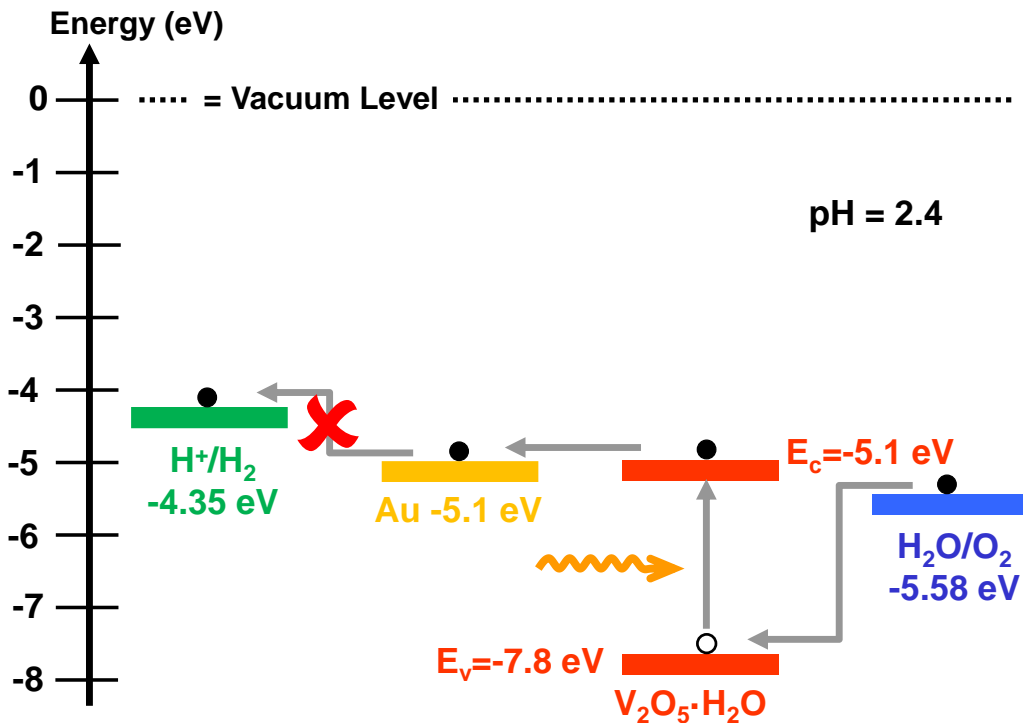 Energy (eV)
0
= Vacuum Level
-1
pH = 2.4
-2
-3
-4
-5
H⁺/H₂
-4.35 eV
Au -5.1 eV
E_c=-5.1 eV
-6
H₂O/O₂
-5.58 eV
-7
E_v=-7.8 eV
-8
V₂O₅·H₂O